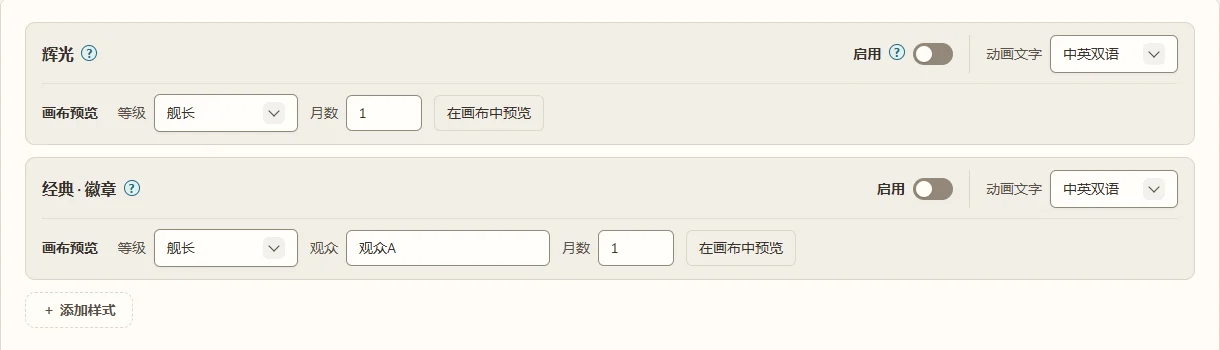 辉光 ? 启用 ? 动画文字 中英双语
画布预览 等级 舰长 月数 1 在画布中预览
经典 · 徽章 ? 启用 动画文字 中英双语
画布预览 等级 舰长 观众 观众A 月数 1 在画布中预览
+ 添加样式